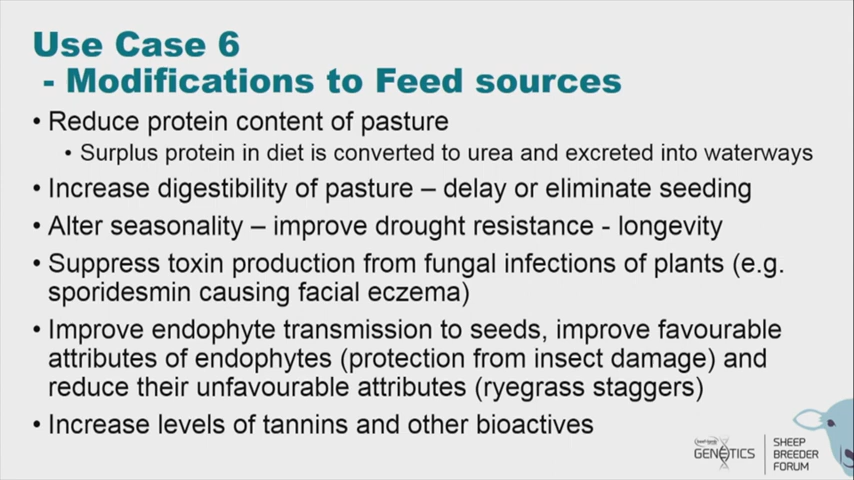 Use Case 6
- Modifications to Feed sources
• Reduce protein content of pasture
• Surplus protein in diet is converted to urea and excreted into waterways
• Increase digestibility of pasture – delay or eliminate seeding
• Alter seasonality – improve drought resistance - longevity
• Suppress toxin production from fungal infections of plants (e.g.
sporidesmin causing facial eczema)
• Improve endophyte transmission to seeds, improve favourable
attributes of endophytes (protection from insect damage) and
reduce their unfavourable attributes (ryegrass staggers)
• Increase levels of tannins and other bioactives
GENETICS
SHEEP
BREEDER
FORUM